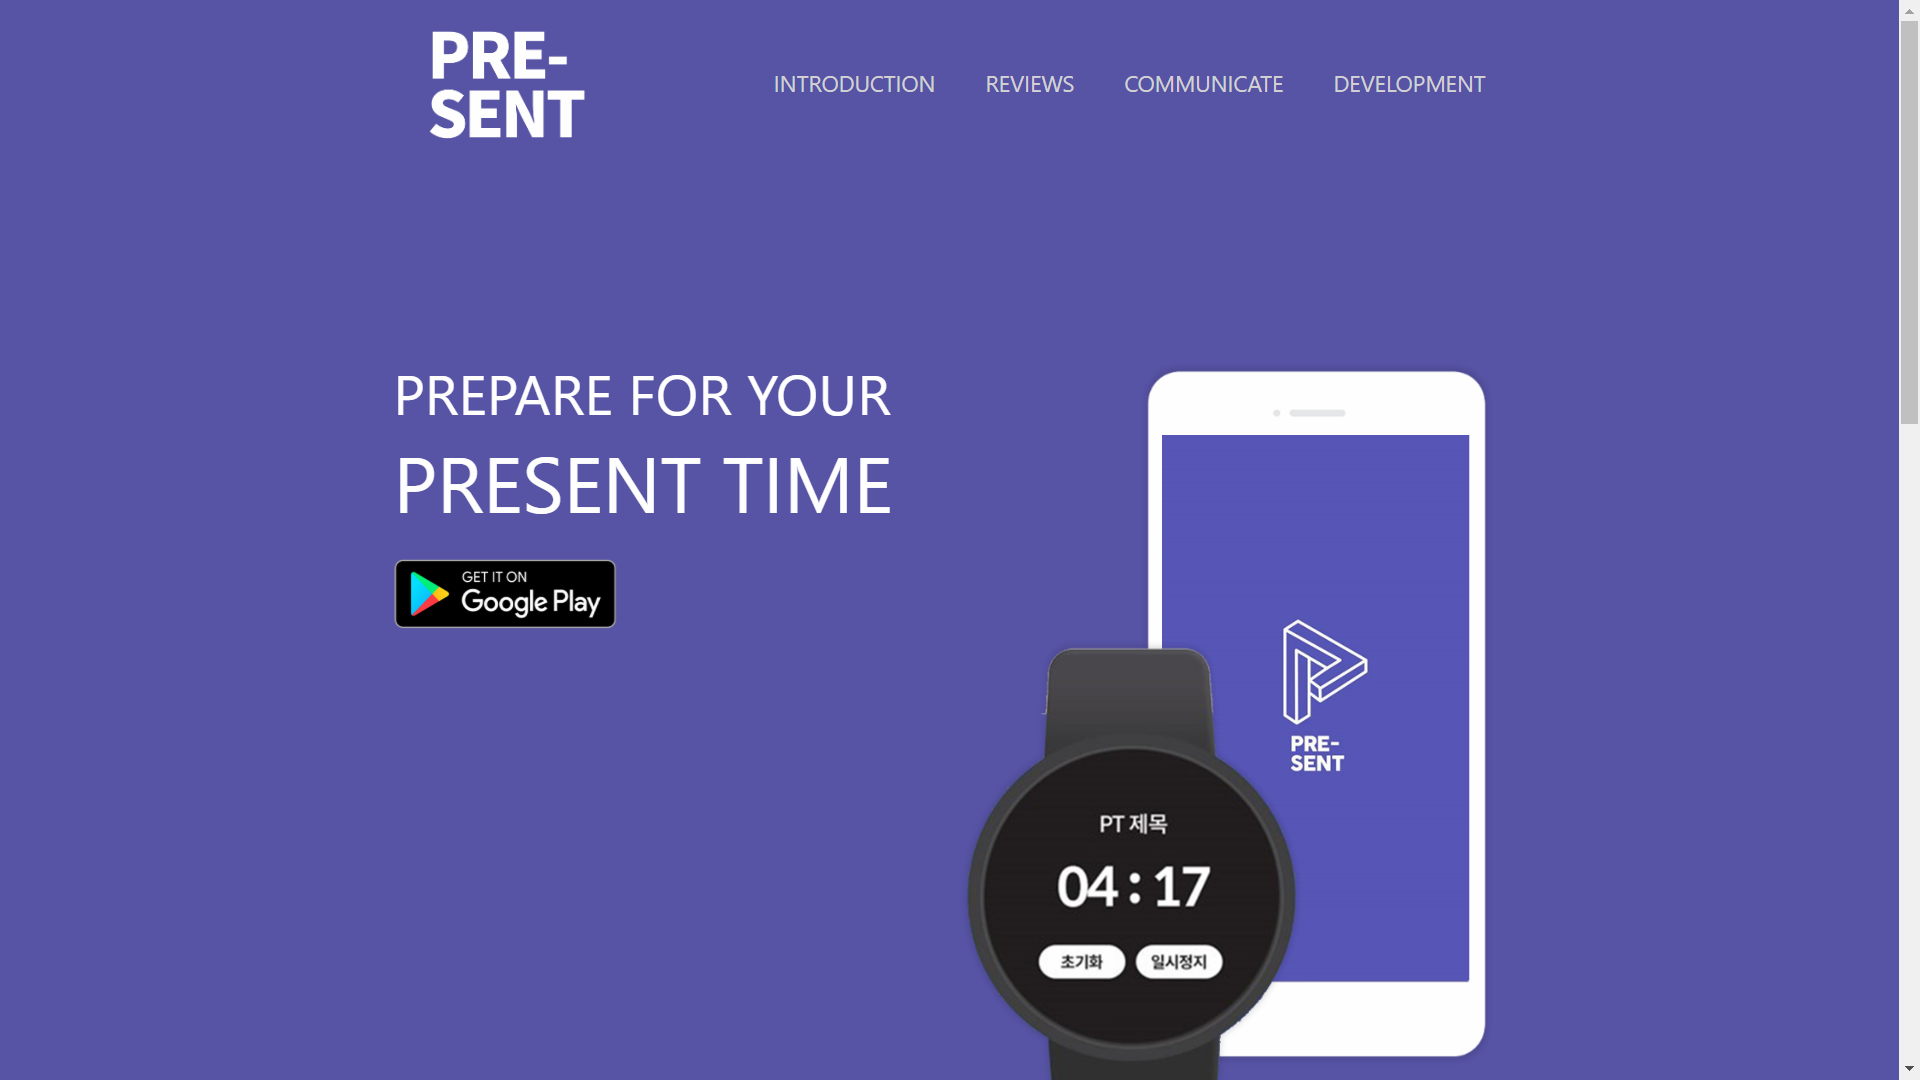 PRE-
SENT
INTRODUCTION REVIEWS COMMUNICATE DEVELOPMENT
PREPARE FOR YOUR
PRESENT TIME
GET IT ON
Google Play
PRE-
SENT
PT 제목
04 : 17
초기화 일시정지